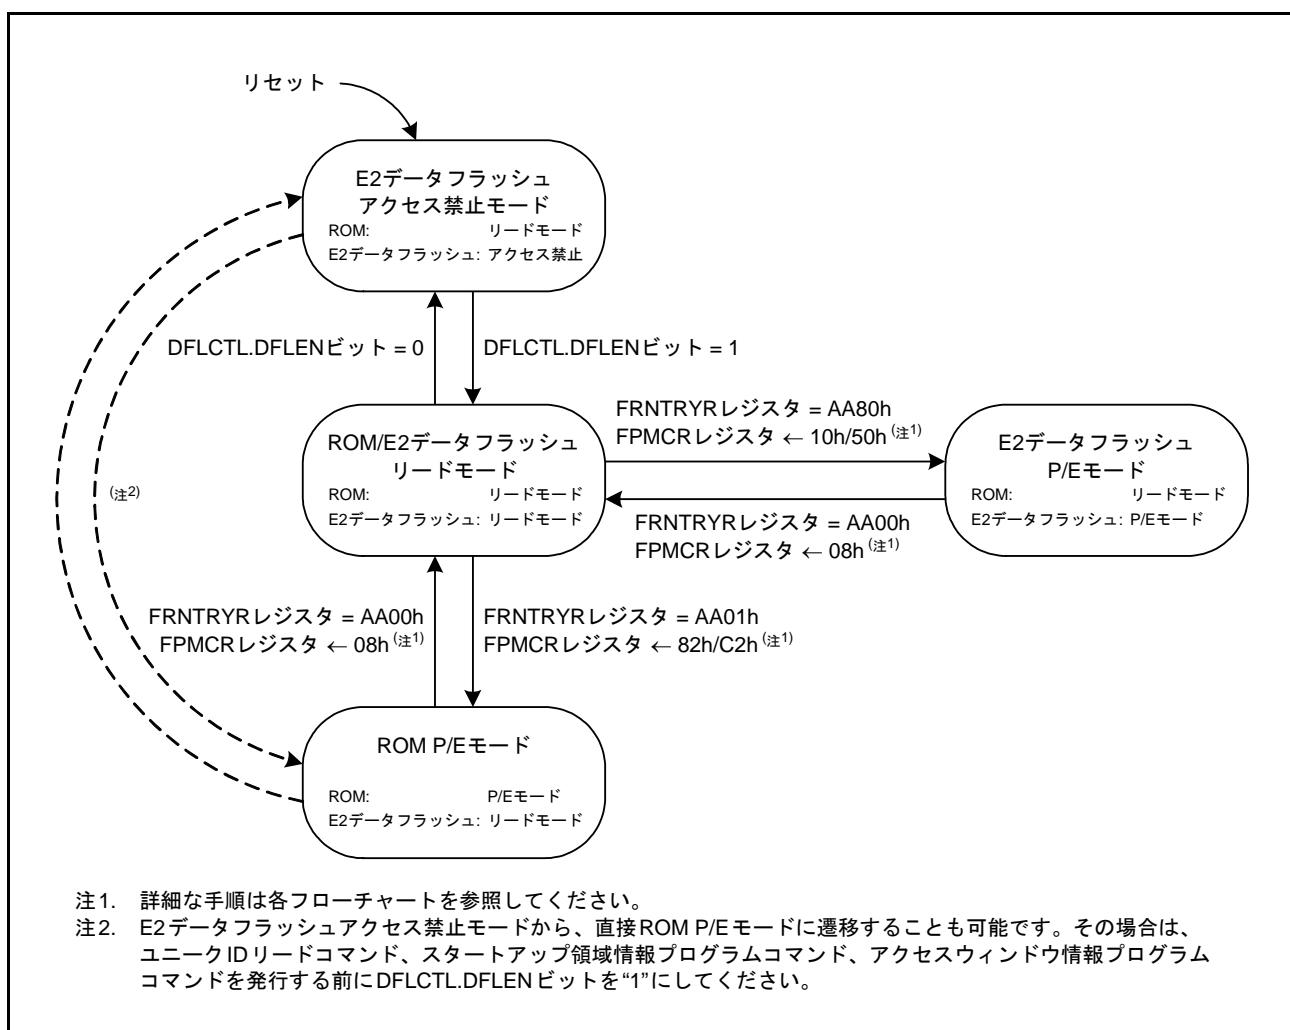 リセット
E2データフラッシュ
アクセス禁止モード
ROM: リードモード
E2データフラッシュ: アクセス禁止
DFLCTL.DFLENビット = 0
DFLCTL.DFLENビット = 1
ROM/E2データフラッシュ
リードモード
ROM: リードモード
E2データフラッシュ: リードモード
FRNTRYRレジスタ = AA80h
FPMCRレジスタ ← 10h/50h (注1)
FRNTRYRレジスタ = AA00h
FPMCRレジスタ ← 08h (注1)
E2データフラッシュ
P/Eモード
ROM: リードモード
E2データフラッシュ: P/Eモード
(注2)
FRNTRYRレジスタ = AA00h
FPMCRレジスタ ← 08h (注1)
FRNTRYRレジスタ = AA01h
FPMCRレジスタ ← 82h/C2h (注1)
ROM P/Eモード
ROM: P/Eモード
E2データフラッシュ: リードモード
注1. 詳細な手順は各フローチャートを参照してください。
注2. E2データフラッシュアクセス禁止モードから、直接ROM P/Eモードに遷移することも可能です。その場合は、
ユニークIDリードコマンド、スタートアップ領域情報プログラムコマンド、アクセスウィンドウ情報プログラム
コマンドを発行する前にDFLCTL.DFLENビットを“1”にしてください。